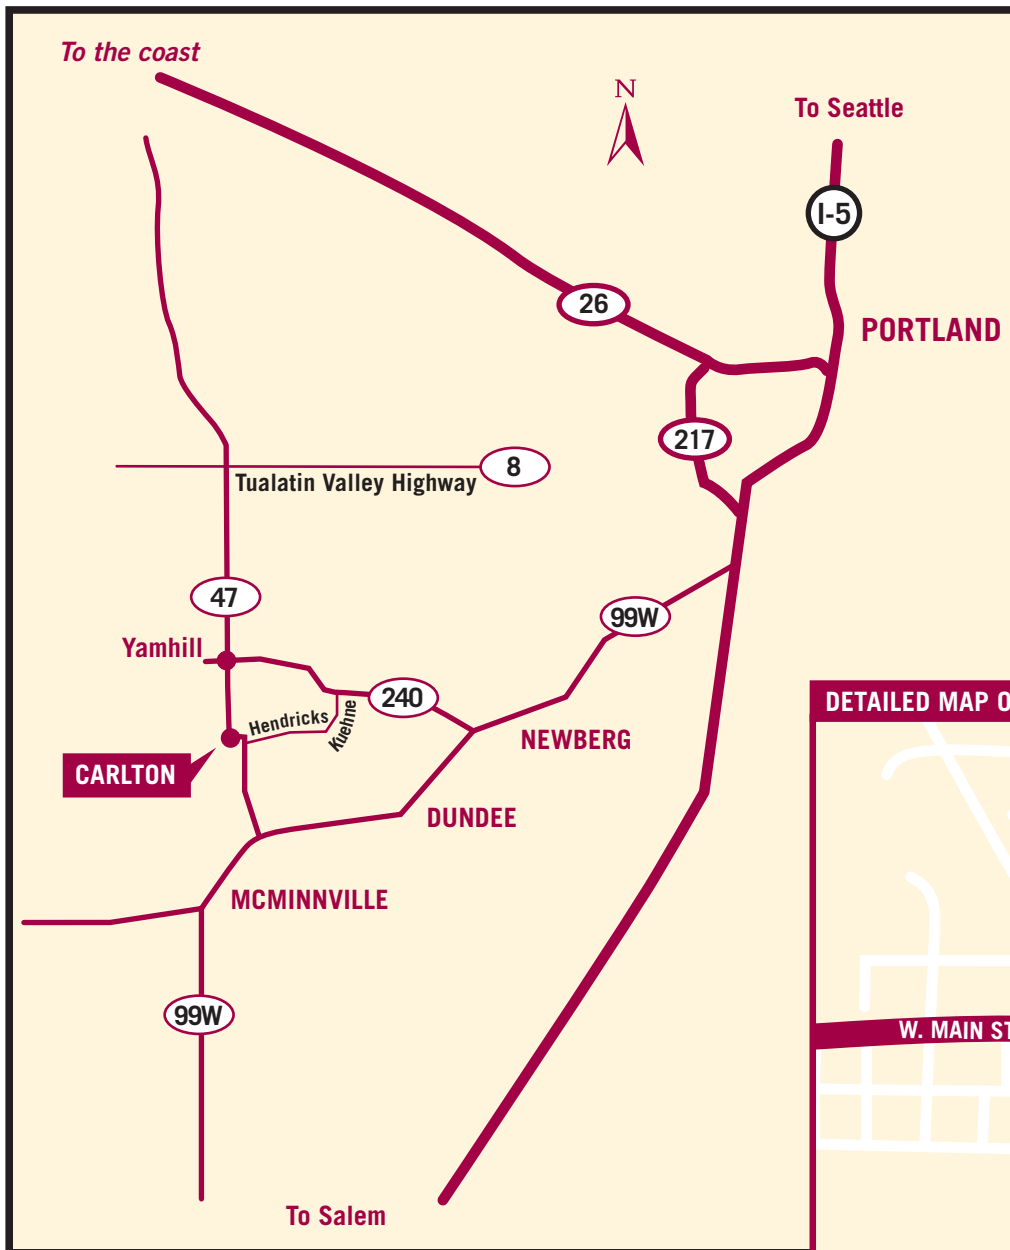 To the coast
N
To Seattle
I-5
26
PORTLAND
217
8
Tualatin Valley Highway
47
99W
Yamhill
240
Hendricks
Kuehne
NEWBERG
CARLTON
DETAILED MAP O
DUNDEE
MCMINNVILLE
99W
W. MAIN ST
To Salem